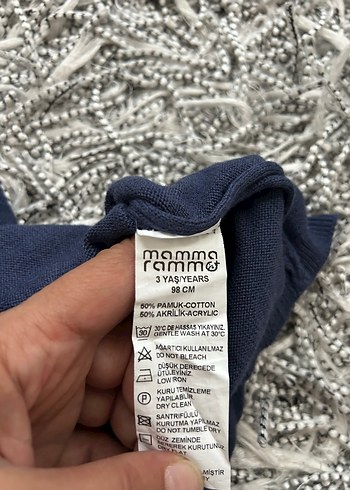 mamma
ramma
3 YAŞ/YEARS
98 CM
50% PAMUK-COTTON
50% AKRİLİK-ACRYLIC
30
30°C DE HASSAS YIKAYINIZ
GENTLE WASH AT 30°C
AĞARTICI KULLANILMAZ
DO NOT BLEACH
DÜŞÜK DERECEDE
ÜTÜLEYİNİZ
LOW IRON
P
KURU TEMİZLEME
YAPILABİLİR
DRY CLEAN
SANTRİFÜJLÜ
KURUTMA YAPILMAZ
DO NOT TUMBLE DRY
DÜZ ZEMİNDE